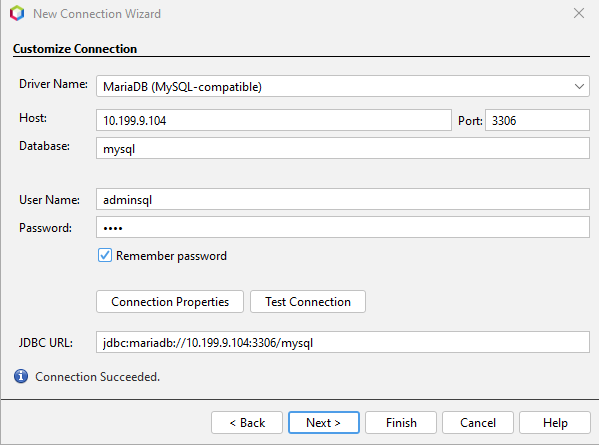 New Connection Wizard
Customize Connection
Driver Name: MariaDB (MySQL-compatible)
Host: 10.199.9.104 Port: 3306
Database: mysql
User Name: adminsql
Password: ••••
Remember password
Connection Properties Test Connection
JDBC URL: jdbc:mariadb://10.199.9.104:3306/mysql
Connection Succeeded.
< Back Next > Finish Cancel Help